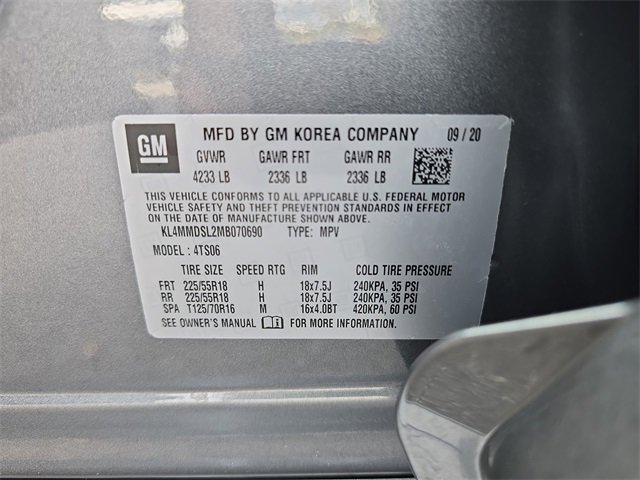 GM MFD BY GM KOREA COMPANY 09/20
GVWR GAWR FRT GAWR RR
4233 LB 2336 LB 2336 LB
THIS VEHICLE CONFORMS TO ALL APPLICABLE U.S. FEDERAL MOTOR
VEHICLE SAFETY AND THEFT PREVENTION STANDARDS IN EFFECT
ON THE DATE OF MANUFACTURE SHOWN ABOVE.
KL4MMDSL2MB070690 TYPE: MPV
MODEL: 4TS06
TIRE SIZE SPEED RTG RIM COLD TIRE PRESSURE
FRT 225/55R18 H 18x7.5J 240KPA, 35 PSI
RR 225/55R18 H 18x7.5J 240KPA, 35 PSI
SPA T125/70R16 M 16x4.0BT 420KPA, 60 PSI
SEE OWNER'S MANUAL FOR MORE INFORMATION.